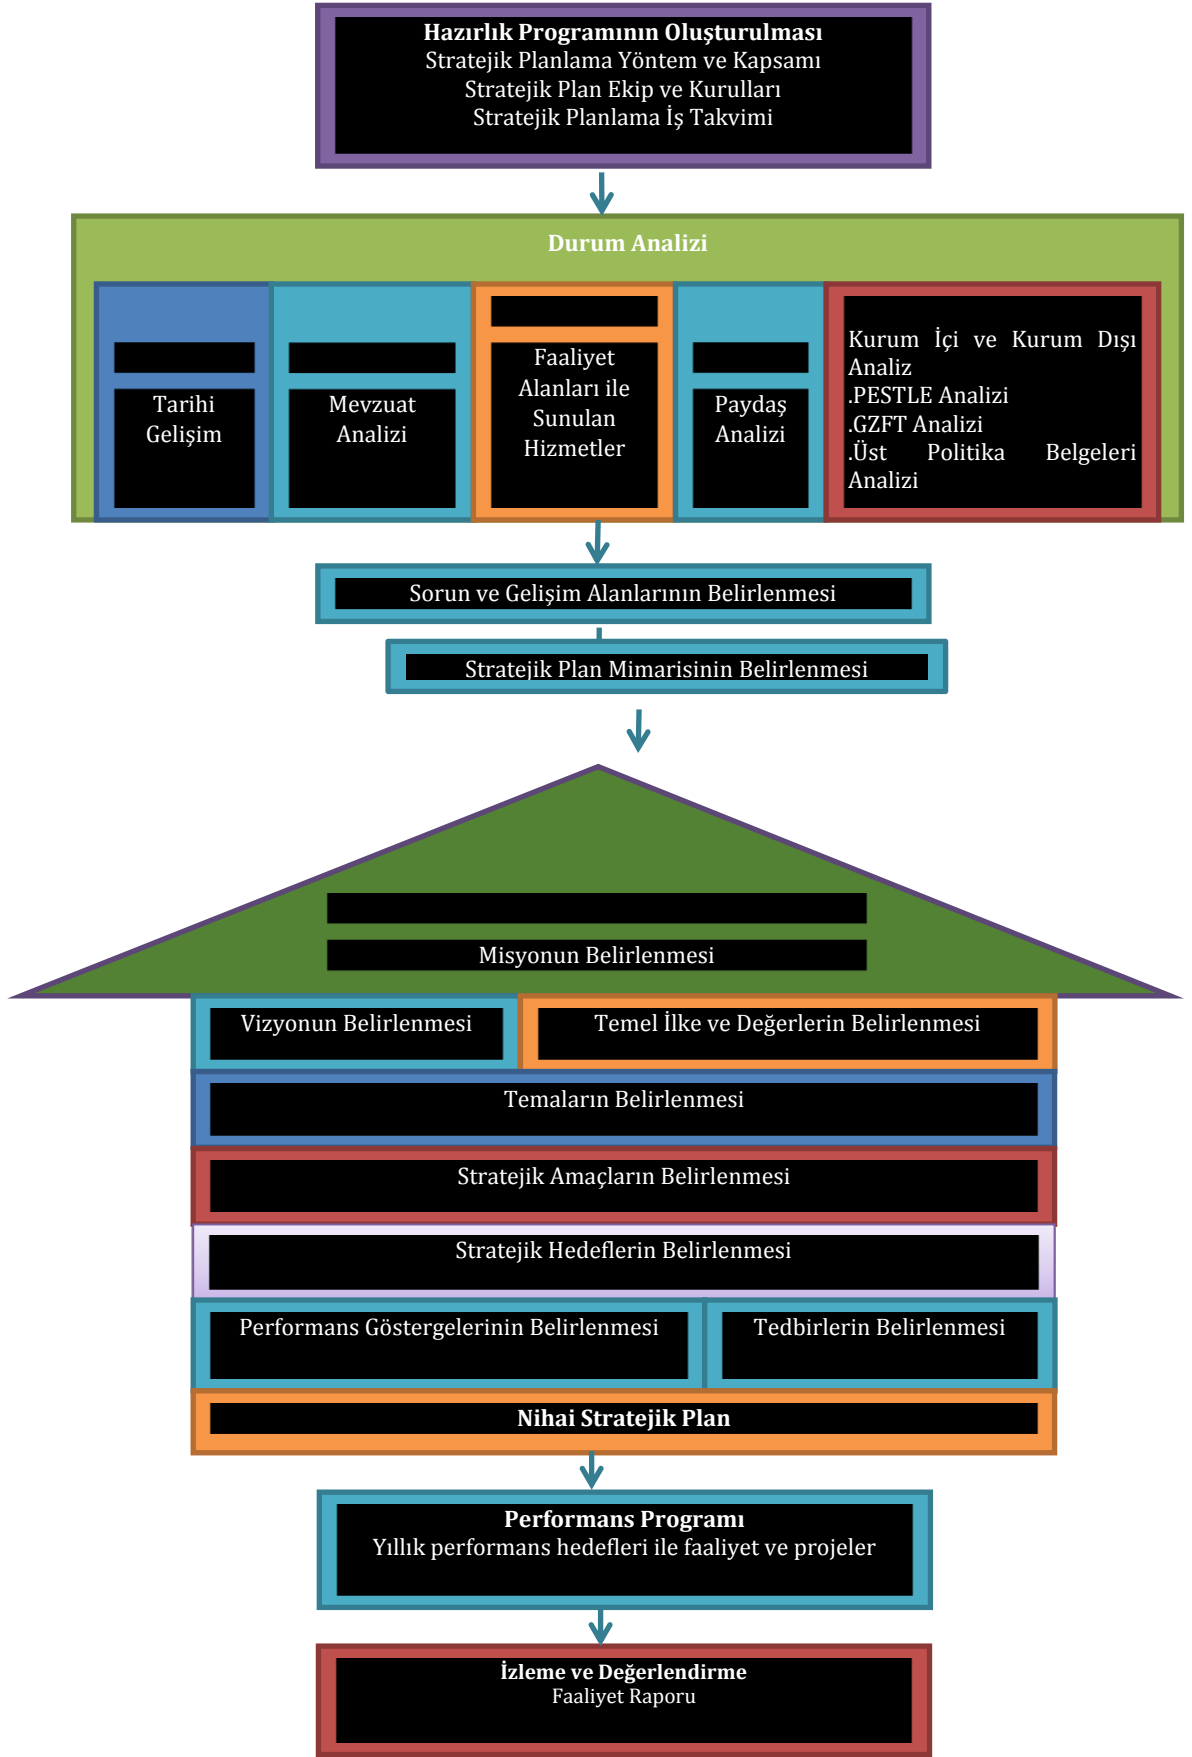 Hazırlık Programının Oluşturulması
Stratejik Planlama Yöntem ve Kapsamı
Stratejik Plan Ekip ve Kurulları
Stratejik Planlama İş Takvimi
Durum Analizi
Tarihi
Gelişim
Mevzuat
Analizi
Faaliyet
Alanları ile
Sunulan
Hizmetler
Paydaş
Analizi
Kurum İçi ve Kurum Dışı
Analiz
.PESTLE Analizi
.GZFT Analizi
.Üst Politika Belgeleri
Analizi
Sorun ve Gelişim Alanlarının Belirlenmesi
Stratejik Plan Mimarisinin Belirlenmesi
Misyonun Belirlenmesi
Vizyonun Belirlenmesi
Temel İlke ve Değerlerin Belirlenmesi
Temaların Belirlenmesi
Stratejik Amaçların Belirlenmesi
Stratejik Hedeflerin Belirlenmesi
Performans Göstergelerinin Belirlenmesi
Tedbirlerin Belirlenmesi
Nihai Stratejik Plan
Performans Programı
Yıllık performans hedefleri ile faaliyet ve projeler
İzleme ve Değerlendirme
Faaliyet Raporu